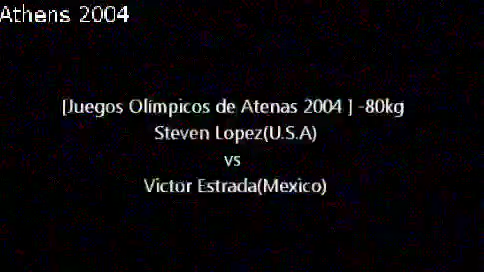 Athens 2004
[Juegos Olímpicos de Atenas 2004 ] -80kg
Steven Lopez(U.S.A)
vs
Victor Estrada(Mexico)